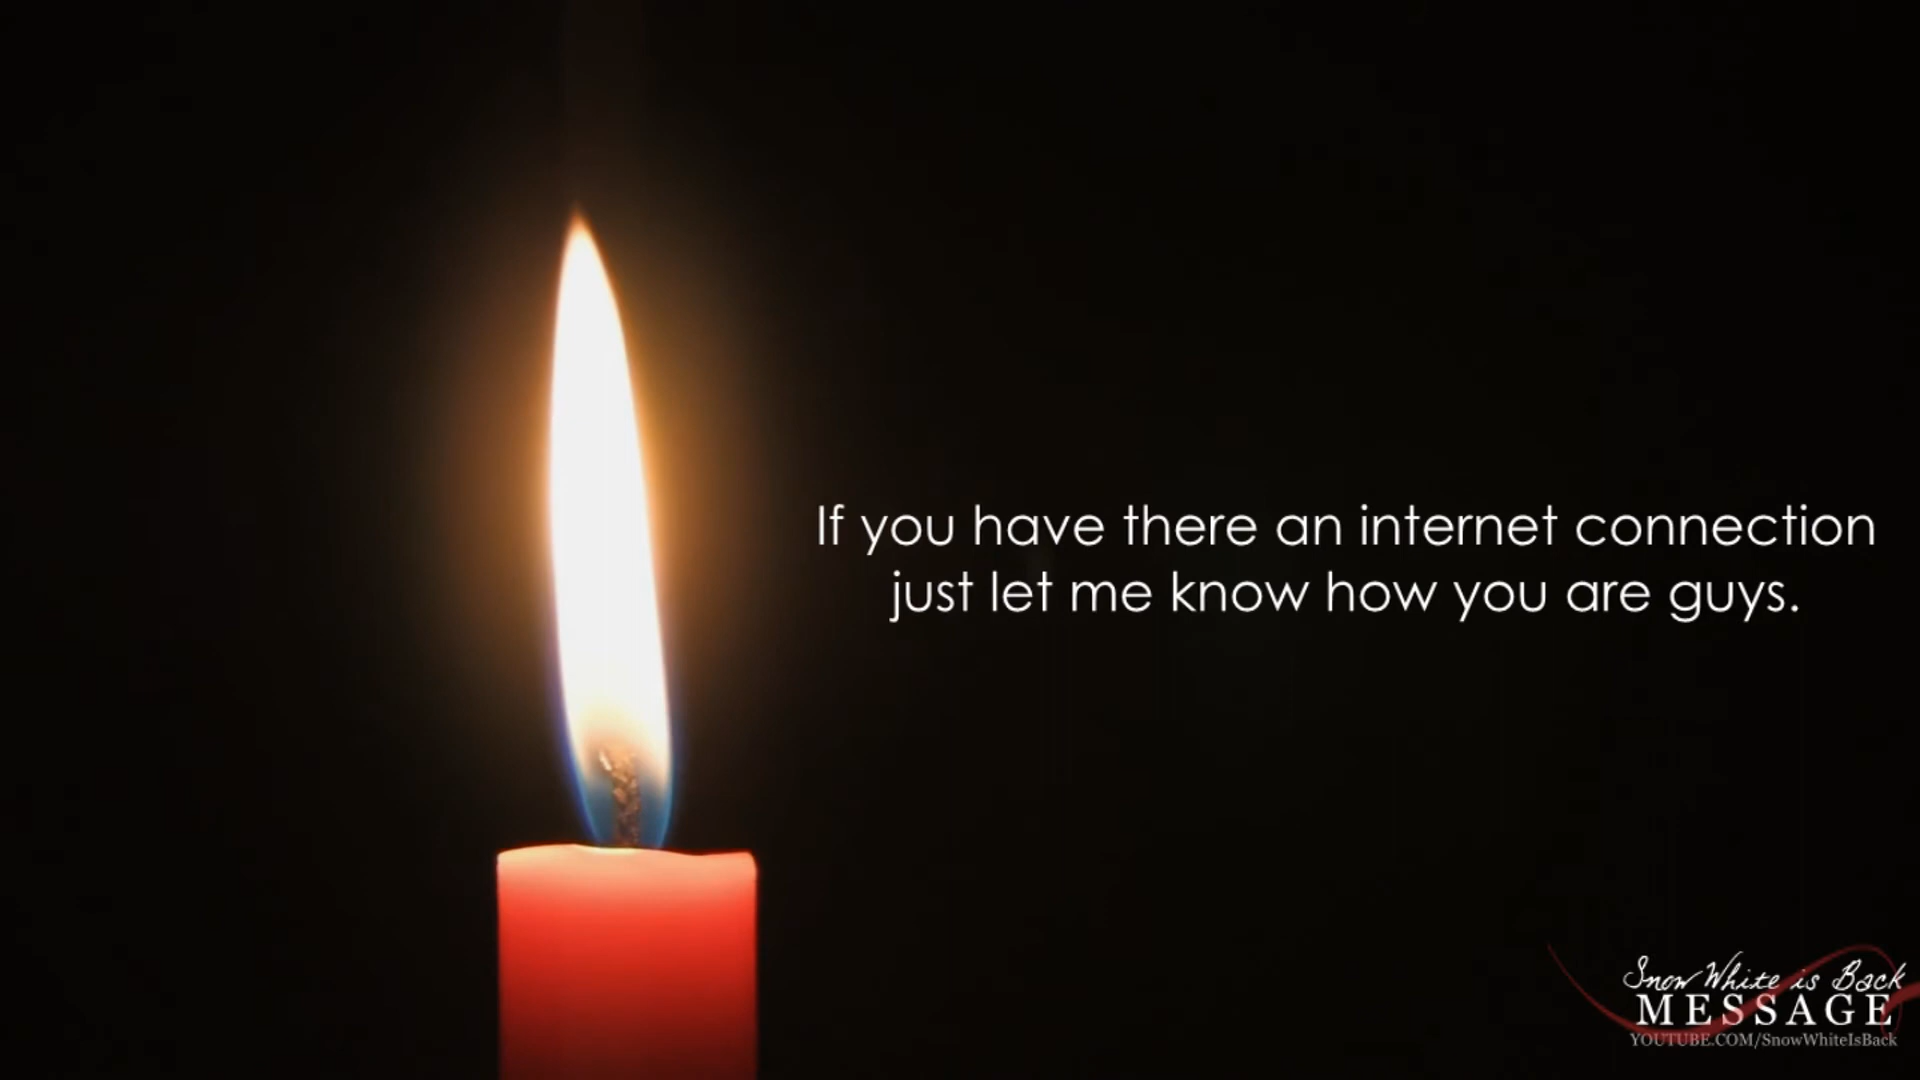 If you have there an internet connection
just let me know how you are guys.
Snow White is Back
MESSAGE
YOUTUBE.COM/SnowWhiteIsBack